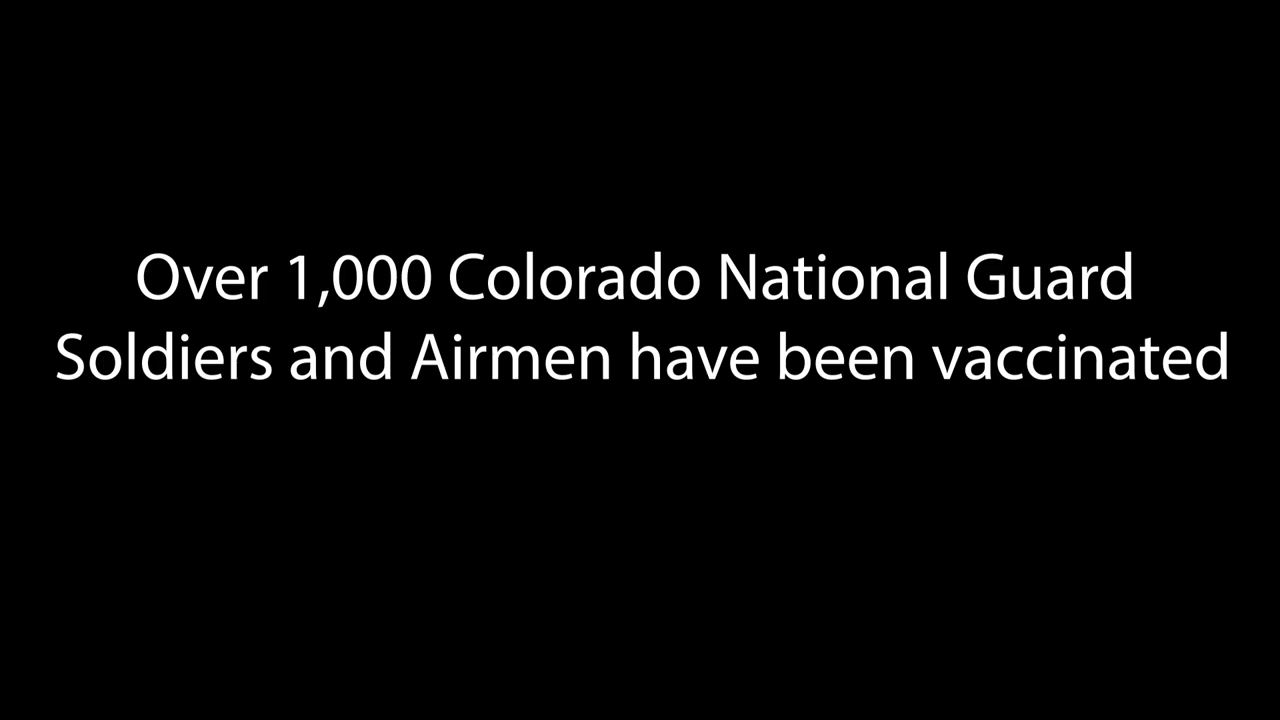 Over 1,000 Colorado National Guard
Soldiers and Airmen have been vaccinated